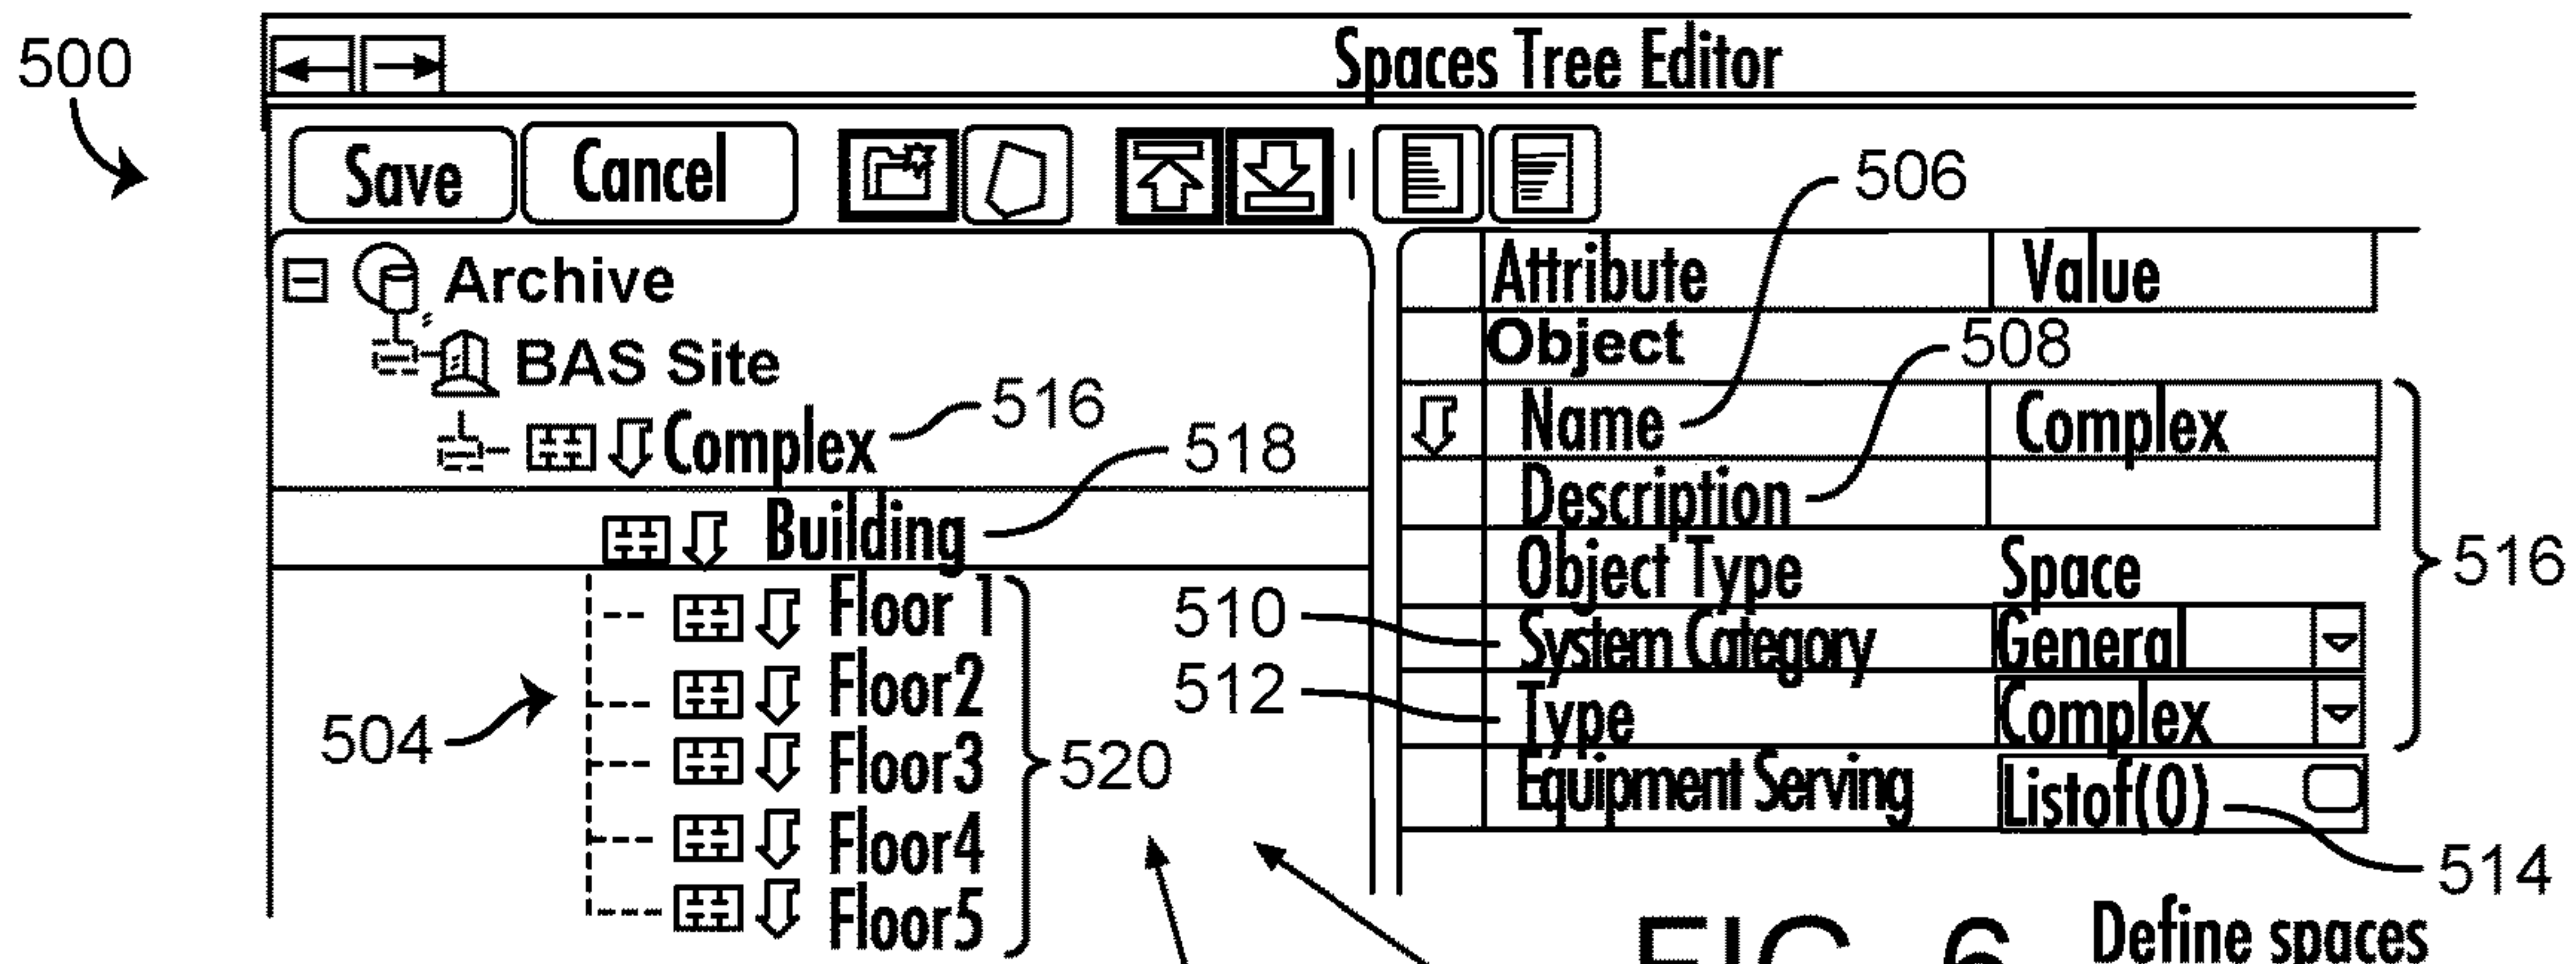 500
Spaces Tree Editor
Save Cancel
506
Archive
Attribute Value
BAS Site
Object 508
Complex 516
Name Complex
Building 518
Description
Object Type Space
516
Floor 1
510 System Category General
Floor2
512 Type Complex
504
Floor3
520
Equipment Serving Listof(0)
Floor4
514
Floor5
FIG. 6
Define spaces